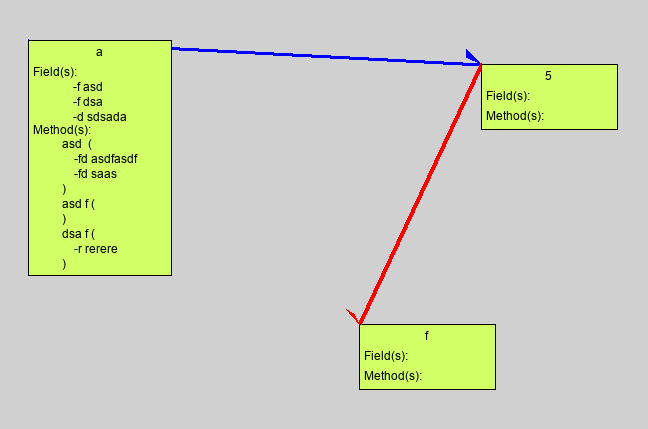 a
Field(s):
-f asd
-f dsa
-d sdsada
Method(s):
asd (
-fd asdfasdf
-fd saas
)
asd f (
)
dsa f (
-r rerere
)
5
Field(s):
Method(s):
f
Field(s):
Method(s):